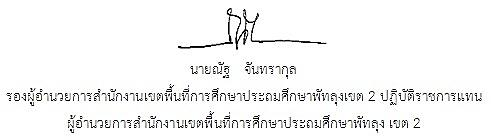 นายณัฐ จันทรากุล
รองผู้อำนวยการสำนักงานเขตพื้นที่การศึกษาประถมศึกษาพัทลุงเขต 2 ปฏิบัติราชการแทน
ผู้อำนวยการสำนักงานเขตพื้นที่การศึกษาประถมศึกษาพัทลุง เขต 2